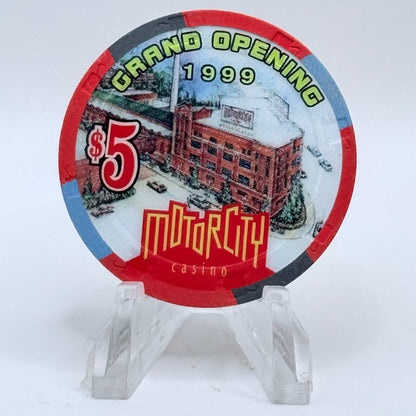 GRAND OPENING
1999
$5
MOTORCITY
casino